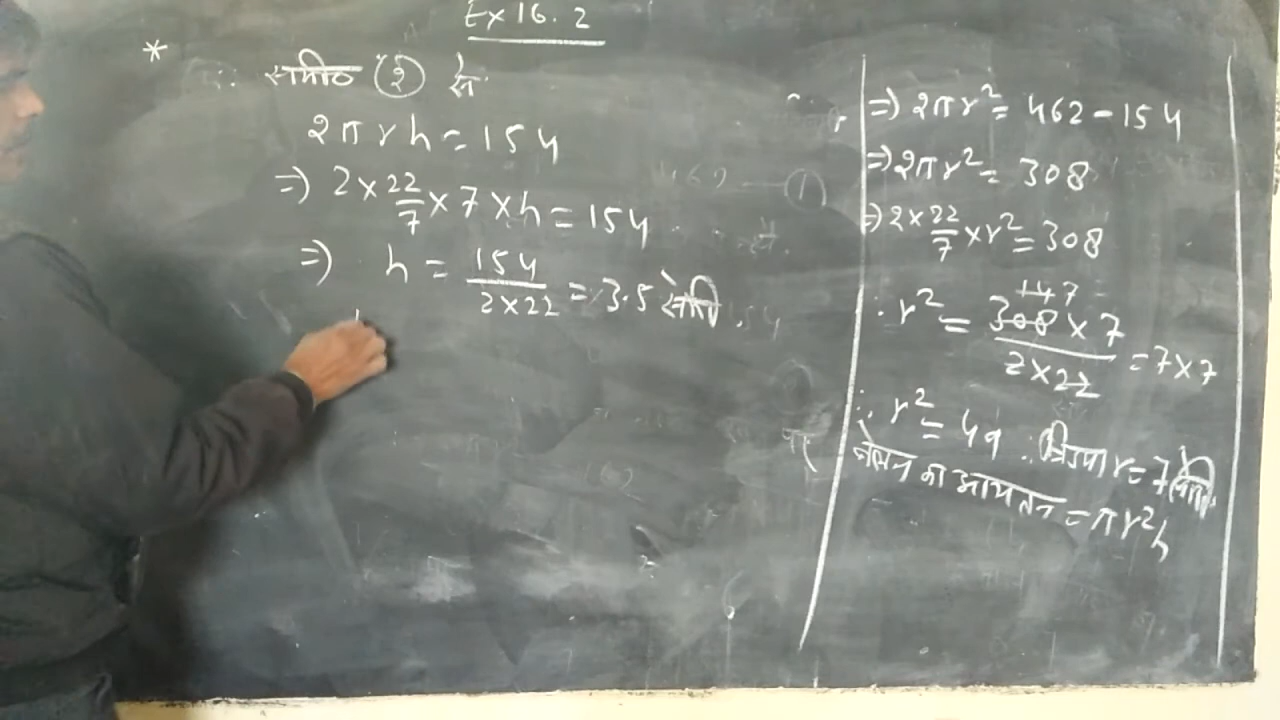 Ex 16.2
*
∴ समी० (2) से
2πrh = 154
⇒) 2 × 22/7 × 7 × h = 154
⇒) h = 154/(2×22) = 3.5 सेमी
⇒) 2πr² = 462 - 154
⇒) 2πr² = 308
⇒) 2 × 22/7 × r² = 308
∴ r² = (308 × 7)/(2×22) = 7×7
∴ r² = 49 ∴ त्रिज्या r = 7 सेमी
बेलन का आयतन = πr²h